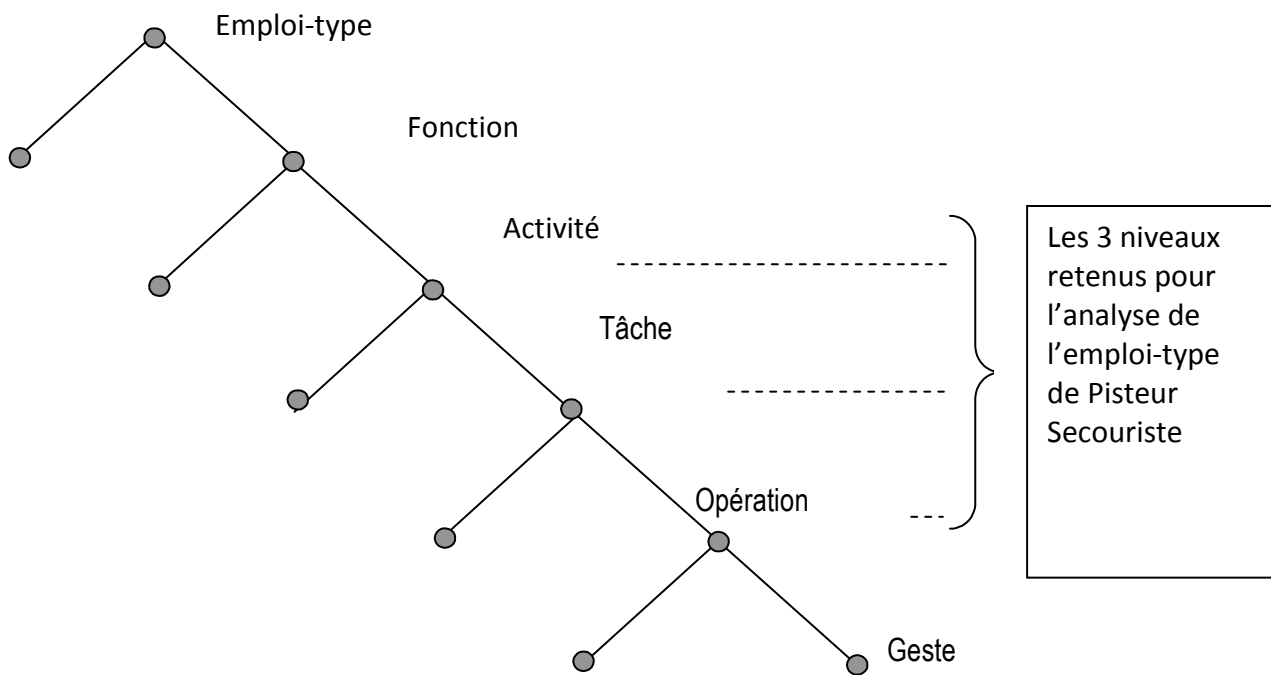 Emploi-type
Fonction
Activité
Tâche
Opération
Geste
Les 3 niveaux
retenus pour
l’analyse de
l’emploi-type
de Pisteur
Secouriste